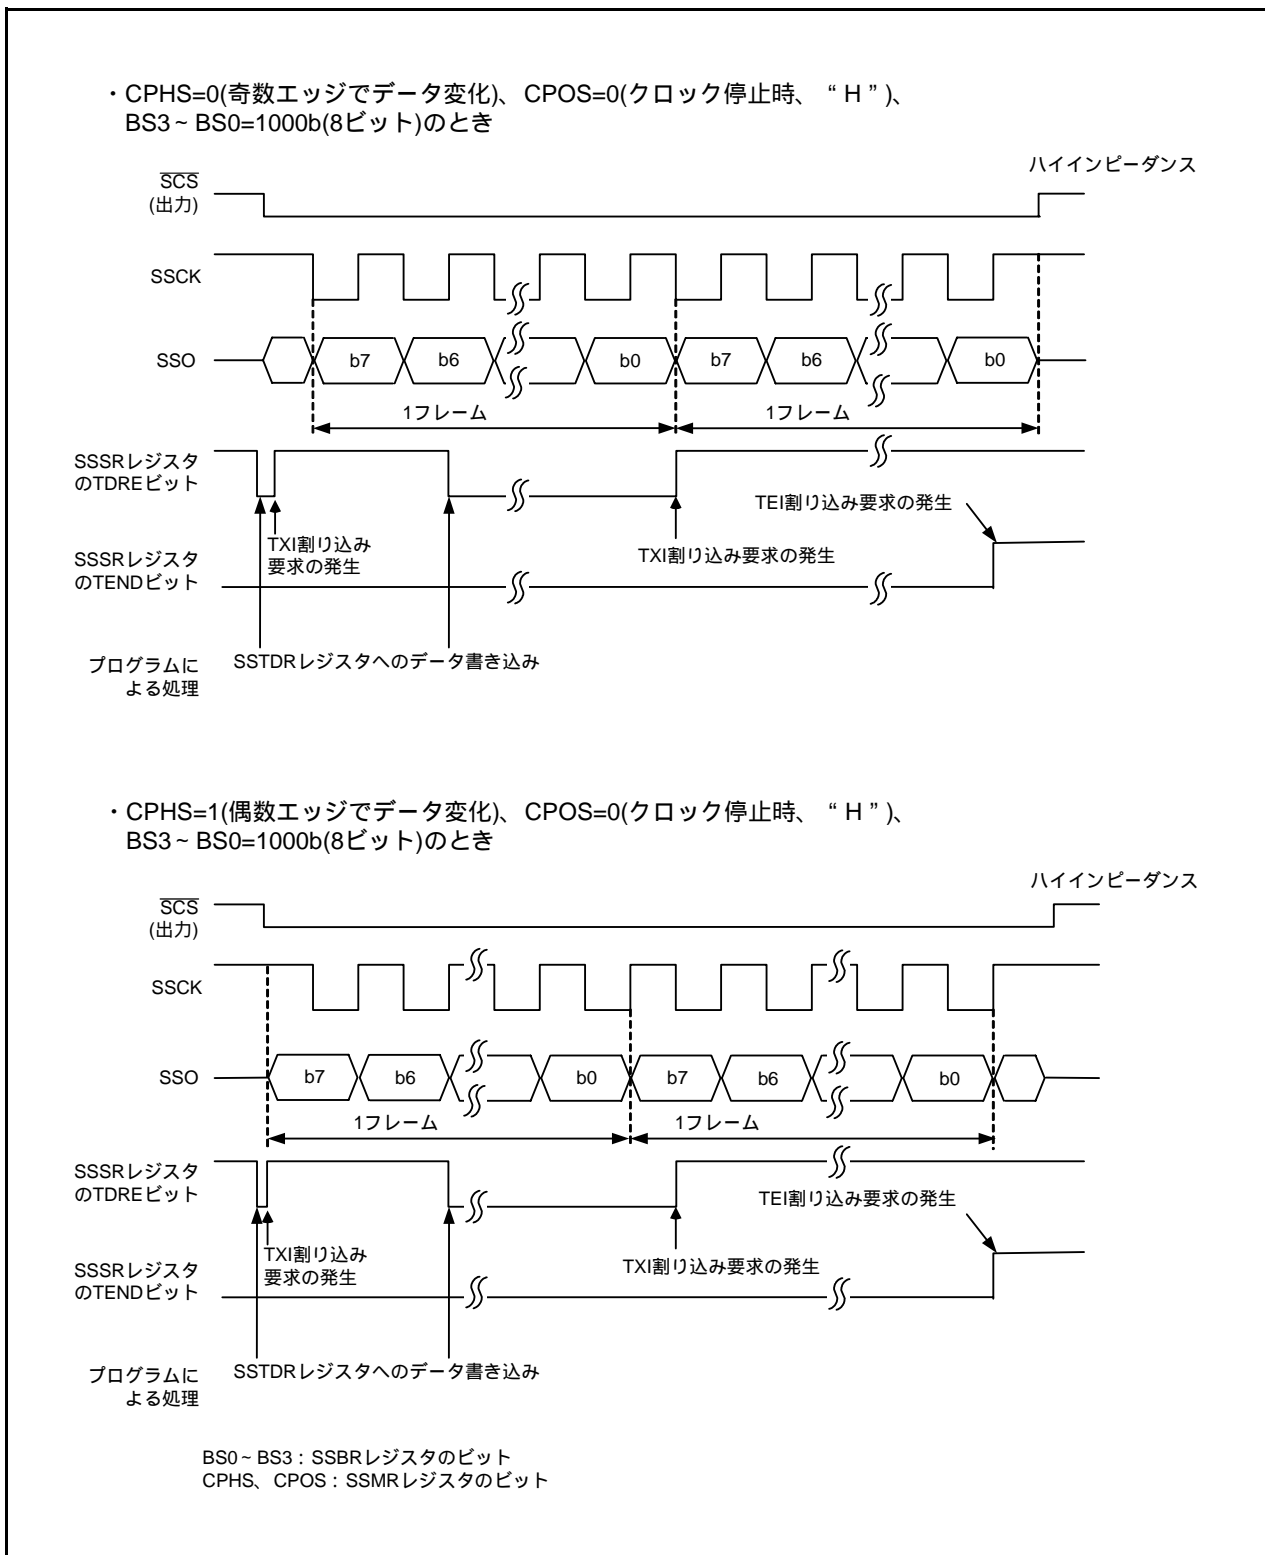 ・CPHS=0(奇数エッジでデータ変化)、CPOS=0(クロック停止時、“H”)、
BS3~BS0=1000b(8ビット)のとき
ハイインピーダンス
SCS
(出力)
SSCK
SSO
b7
b6
b0
b7
b6
b0
1フレーム
1フレーム
SSSRレジスタ
のTDREビット
TEI割り込み要求の発生
TXI割り込み
要求の発生
TXI割り込み要求の発生
SSSRレジスタ
のTENDビット
プログラムに
よる処理
SSTDRレジスタへのデータ書き込み
・CPHS=1(偶数エッジでデータ変化)、CPOS=0(クロック停止時、“H”)、
BS3~BS0=1000b(8ビット)のとき
ハイインピーダンス
SCS
(出力)
SSCK
SSO
b7
b6
b0
b7
b6
b0
1フレーム
1フレーム
SSSRレジスタ
のTDREビット
TEI割り込み要求の発生
TXI割り込み
要求の発生
TXI割り込み要求の発生
SSSRレジスタ
のTENDビット
プログラムに
よる処理
SSTDRレジスタへのデータ書き込み
BS0~BS3:SSBRレジスタのビット
CPHS、CPOS:SSMRレジスタのビット